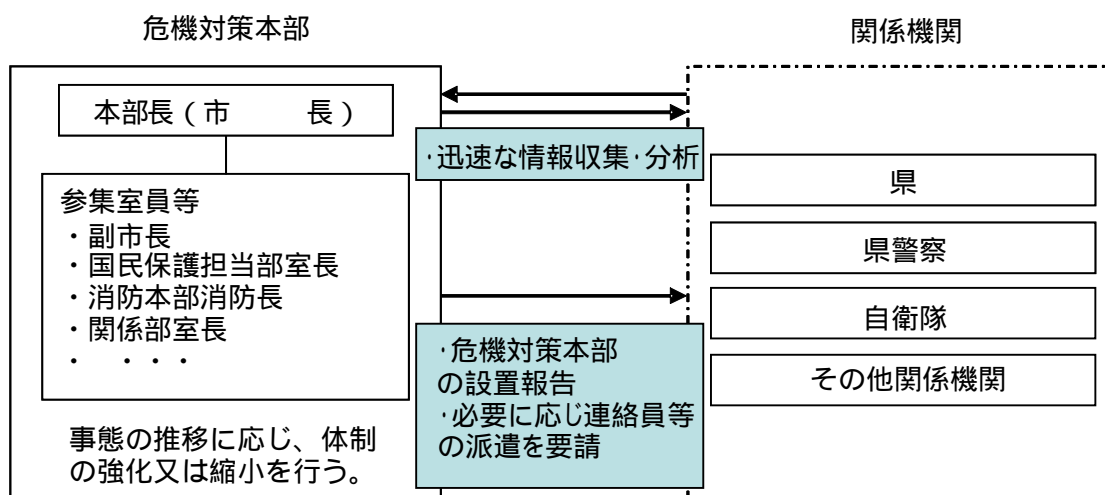 危機対策本部
本部長（市　　長）
参集室員等
・副市長
・国民保護担当部室長
・消防本部消防長
・関係部室長
・　・・・
事態の推移に応じ、体制
の強化又は縮小を行う。
・迅速な情報収集・分析
・危機対策本部
の設置報告
・必要に応じ連絡員等
の派遣を要請
関係機関
県
県警察
自衛隊
その他関係機関